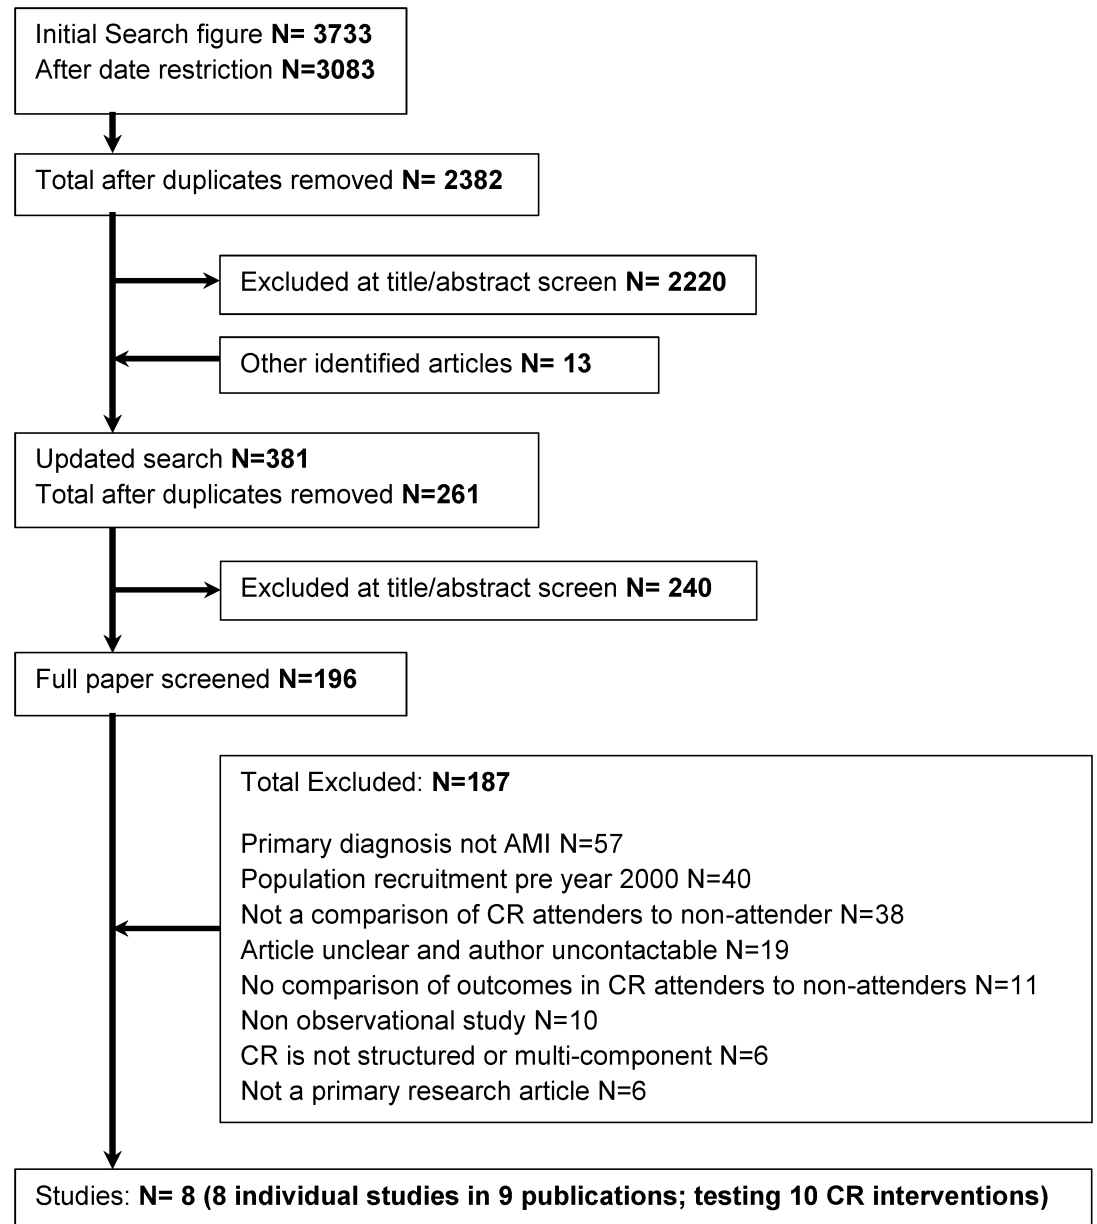 Initial Search figure N= 3733
After date restriction N=3083
Total after duplicates removed N= 2382
Excluded at title/abstract screen N= 2220
Other identified articles N= 13
Updated search N=381
Total after duplicates removed N=261
Excluded at title/abstract screen N= 240
Full paper screened N=196
Total Excluded: N=187
Primary diagnosis not AMI N=57
Population recruitment pre year 2000 N=40
Not a comparison of CR attenders to non-attender N=38
Article unclear and author uncontactable N=19
No comparison of outcomes in CR attenders to non-attenders N=11
Non observational study N=10
CR is not structured or multi-component N=6
Not a primary research article N=6
Studies: N= 8 (8 individual studies in 9 publications; testing 10 CR interventions)